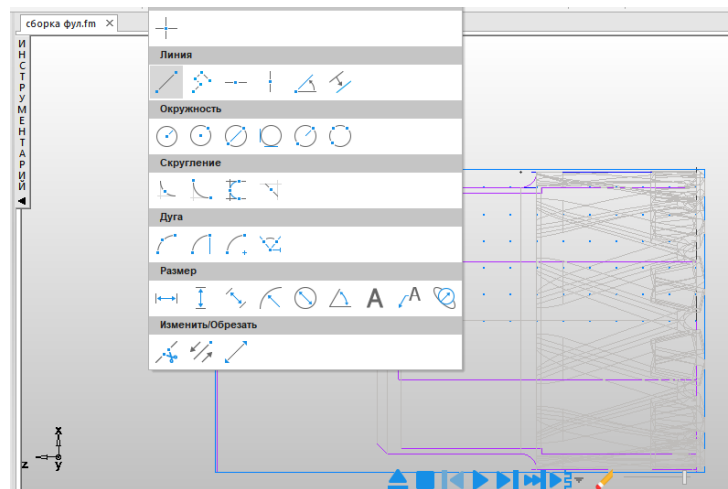 сборка фул.fm
ИНСТРУМЕНТАРИЙ
Линия
Окружность
Скругление
Дуга
Размер
A
A
Изменить/Обрезать
x
z
y